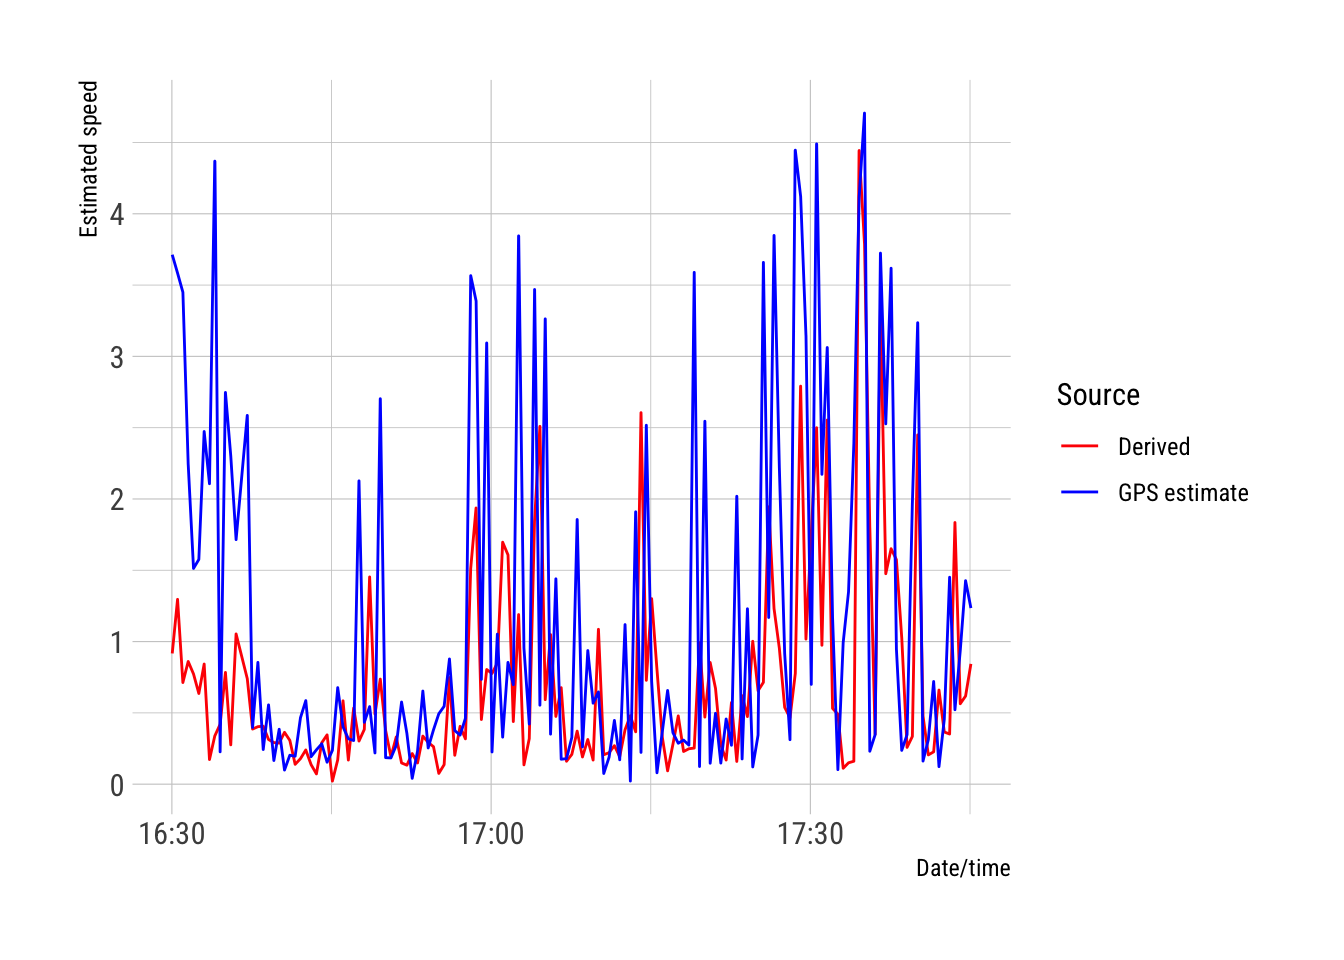 Estimated speed
4
3
2
1
0
16:30
17:00
17:30
Date/time
Source
Derived
GPS estimate